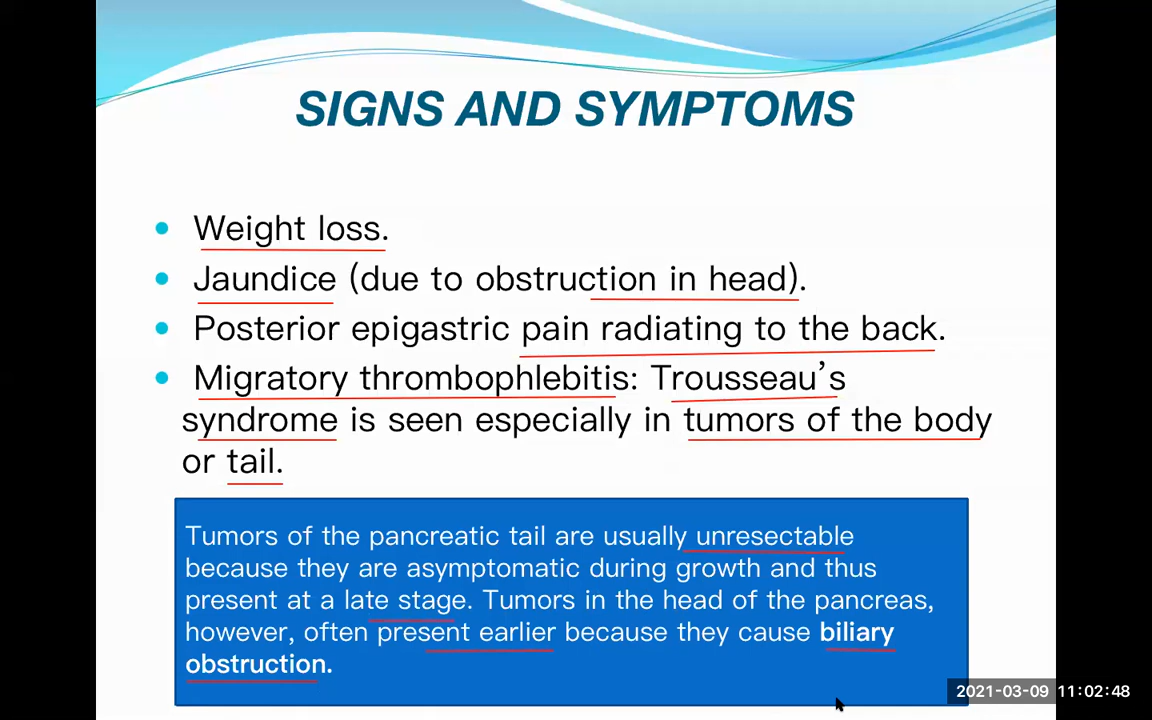 SIGNS AND SYMPTOMS
Weight loss.
Jaundice (due to obstruction in head).
Posterior epigastric pain radiating to the back.
Migratory thrombophlebitis: Trousseau's
syndrome is seen especially in tumors of the body
or tail.
Tumors of the pancreatic tail are usually unresectable
because they are asymptomatic during growth and thus
present at a late stage. Tumors in the head of the pancreas,
however, often present earlier because they cause biliary
obstruction.
2021-03-09 11:02:48